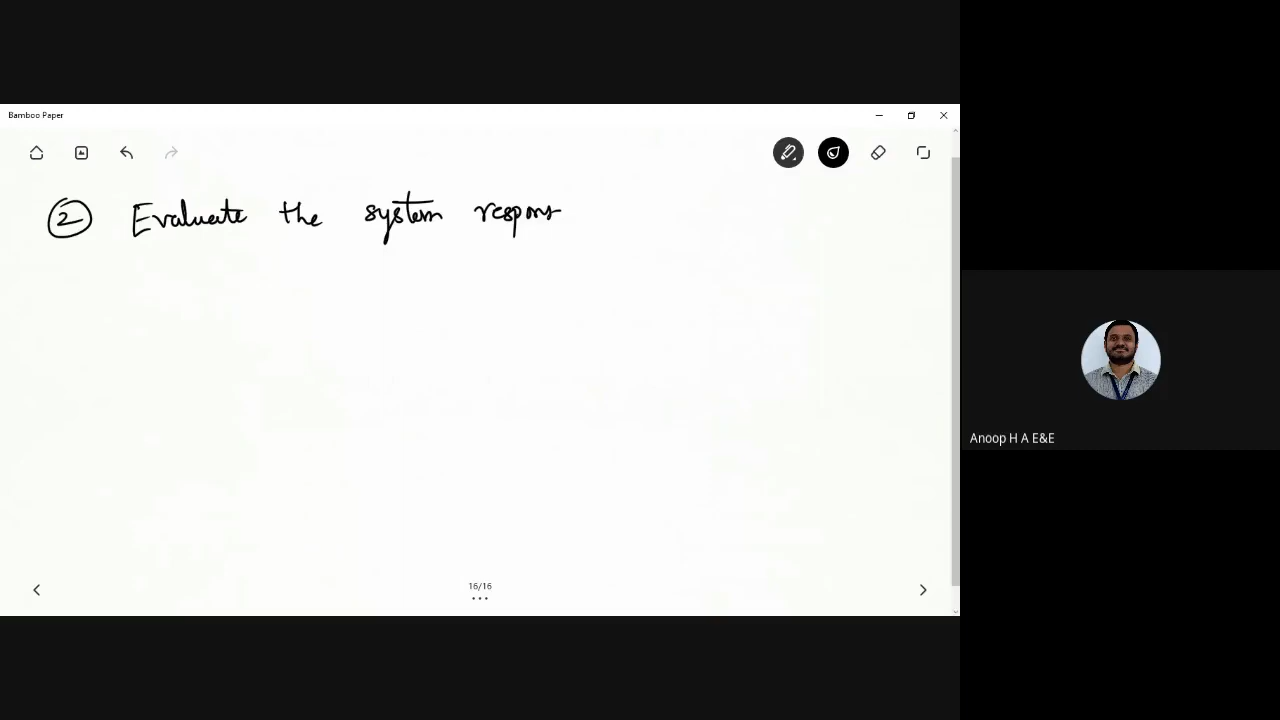 Bamboo Paper
② Evaluate the system respons
16/16
Anoop H A E&E